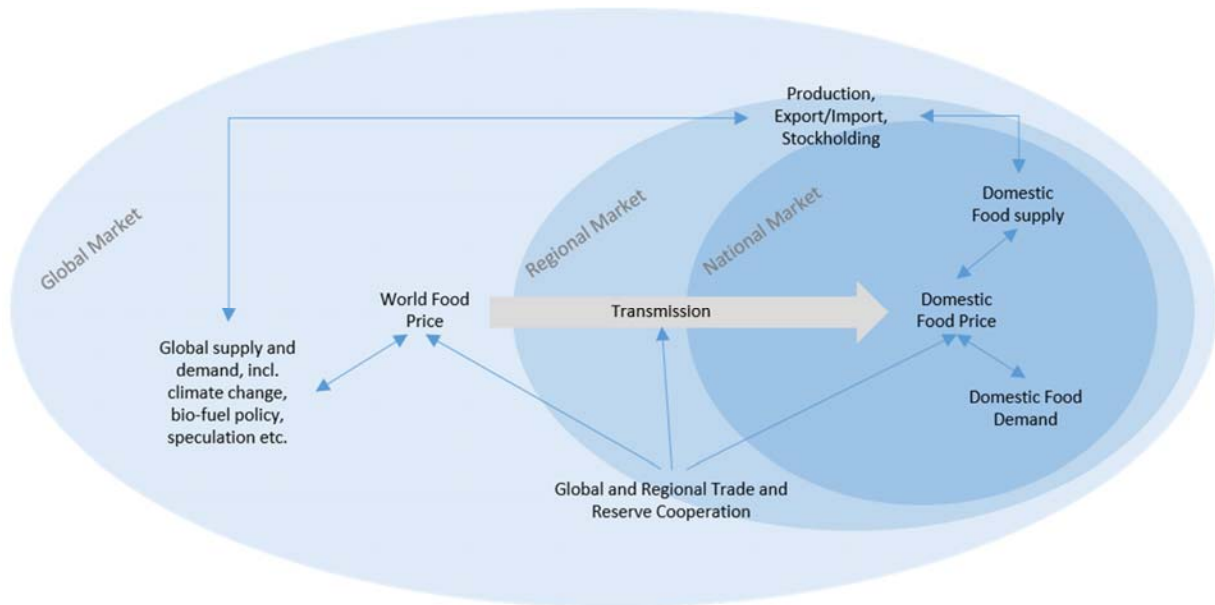 Production,
Export/Import,
Stockholding
Domestic
Food supply
Global Market
Regional Market
National Market
World Food
Price
Transmission
Domestic
Food Price
Global supply and
demand, incl.
climate change,
bio-fuel policy,
speculation etc.
Domestic Food
Demand
Global and Regional Trade and
Reserve Cooperation